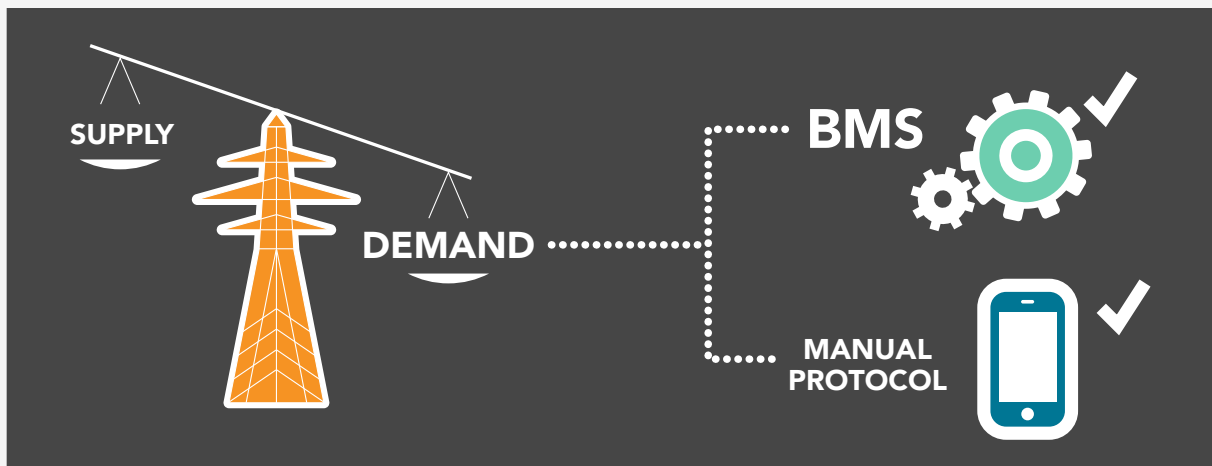 SUPPLY
DEMAND
BMS
MANUAL
PROTOCOL